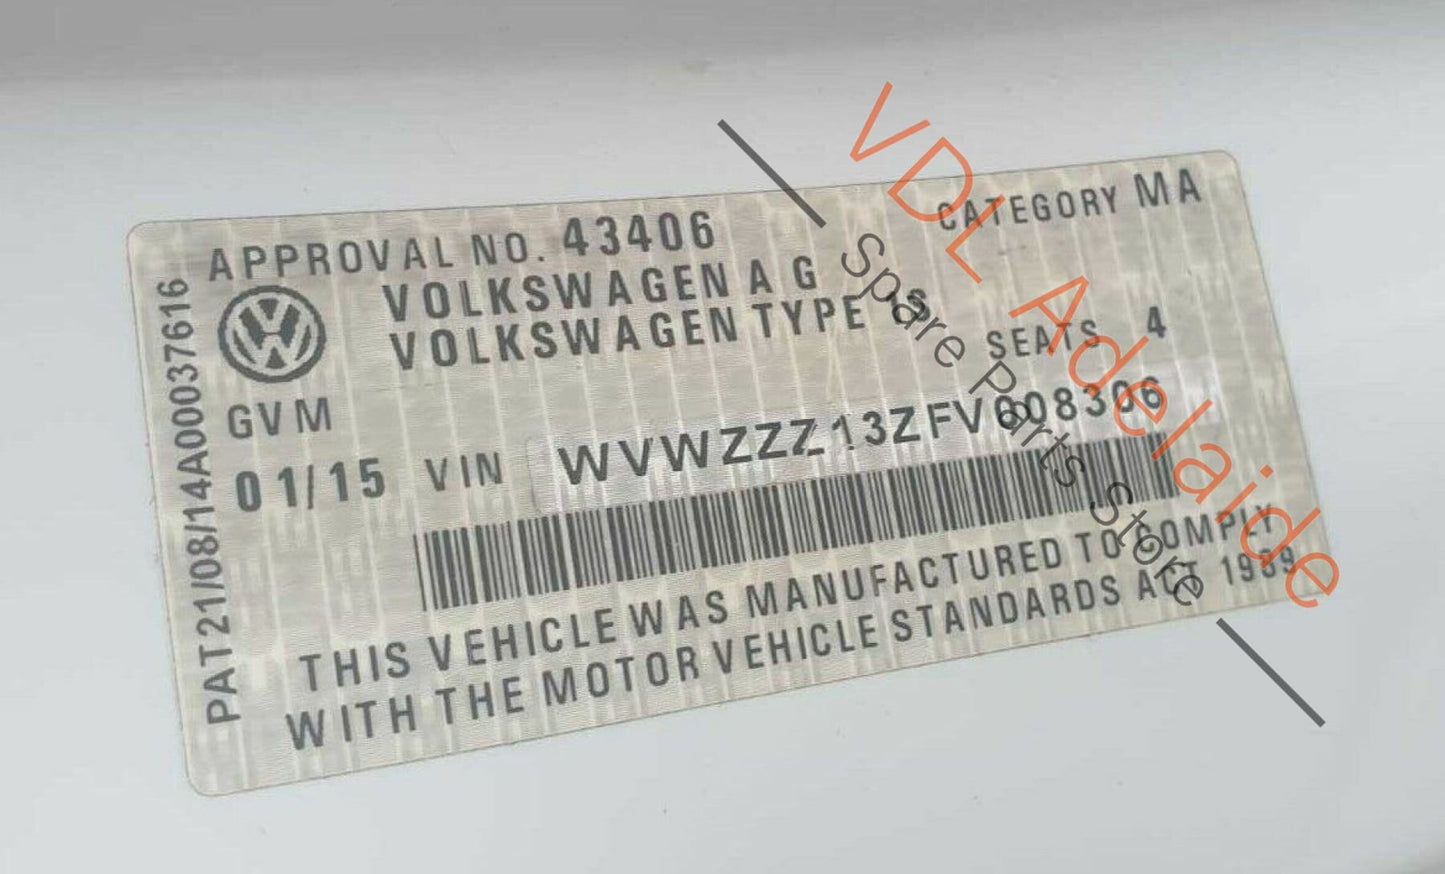 APPROVAL NO. 43406
CATEGORY MA
VOLKSWAGEN A G
VOLKSWAGEN TYPE 13
SEATS 4
GVM
01/15 VIN WVWZZZ13ZFV008306
THIS VEHICLE WAS MANUFACTURED TO COMPLY
WITH THE MOTOR VEHICLE STANDARDS ACT 1989
PAT21/08/14A00037616
VDL Adelaide
Spare Parts Store